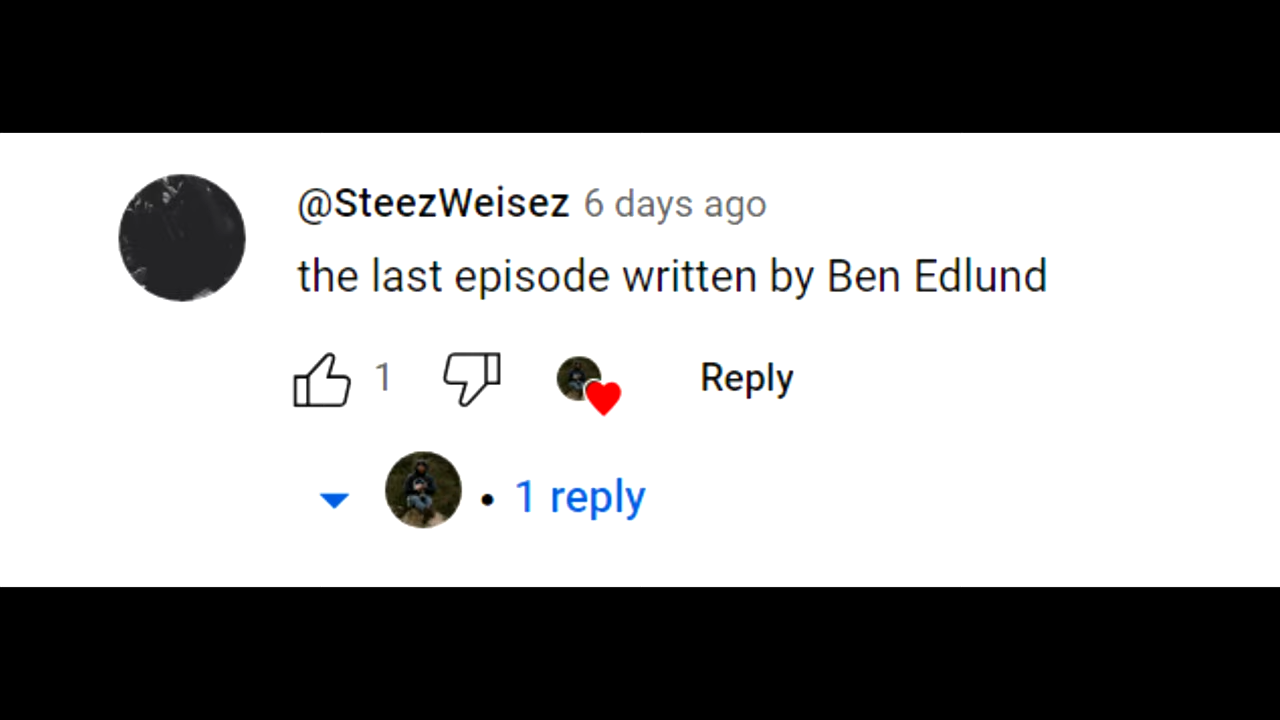 @SteezWeisez 6 days ago
the last episode written by Ben Edlund
1 Reply
• 1 reply